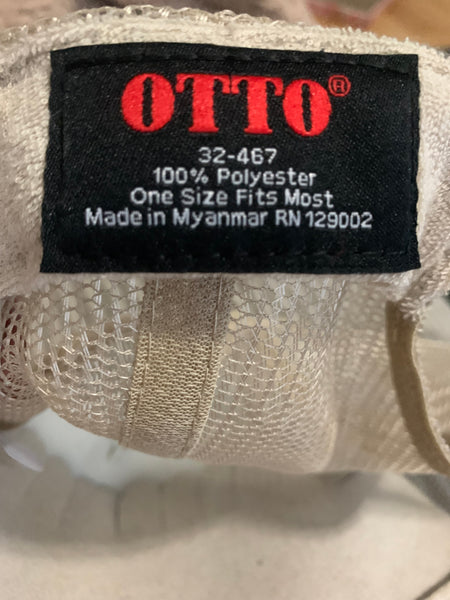 OTTO®
32-467
100% Polyester
One Size Fits Most
Made in Myanmar RN 129002